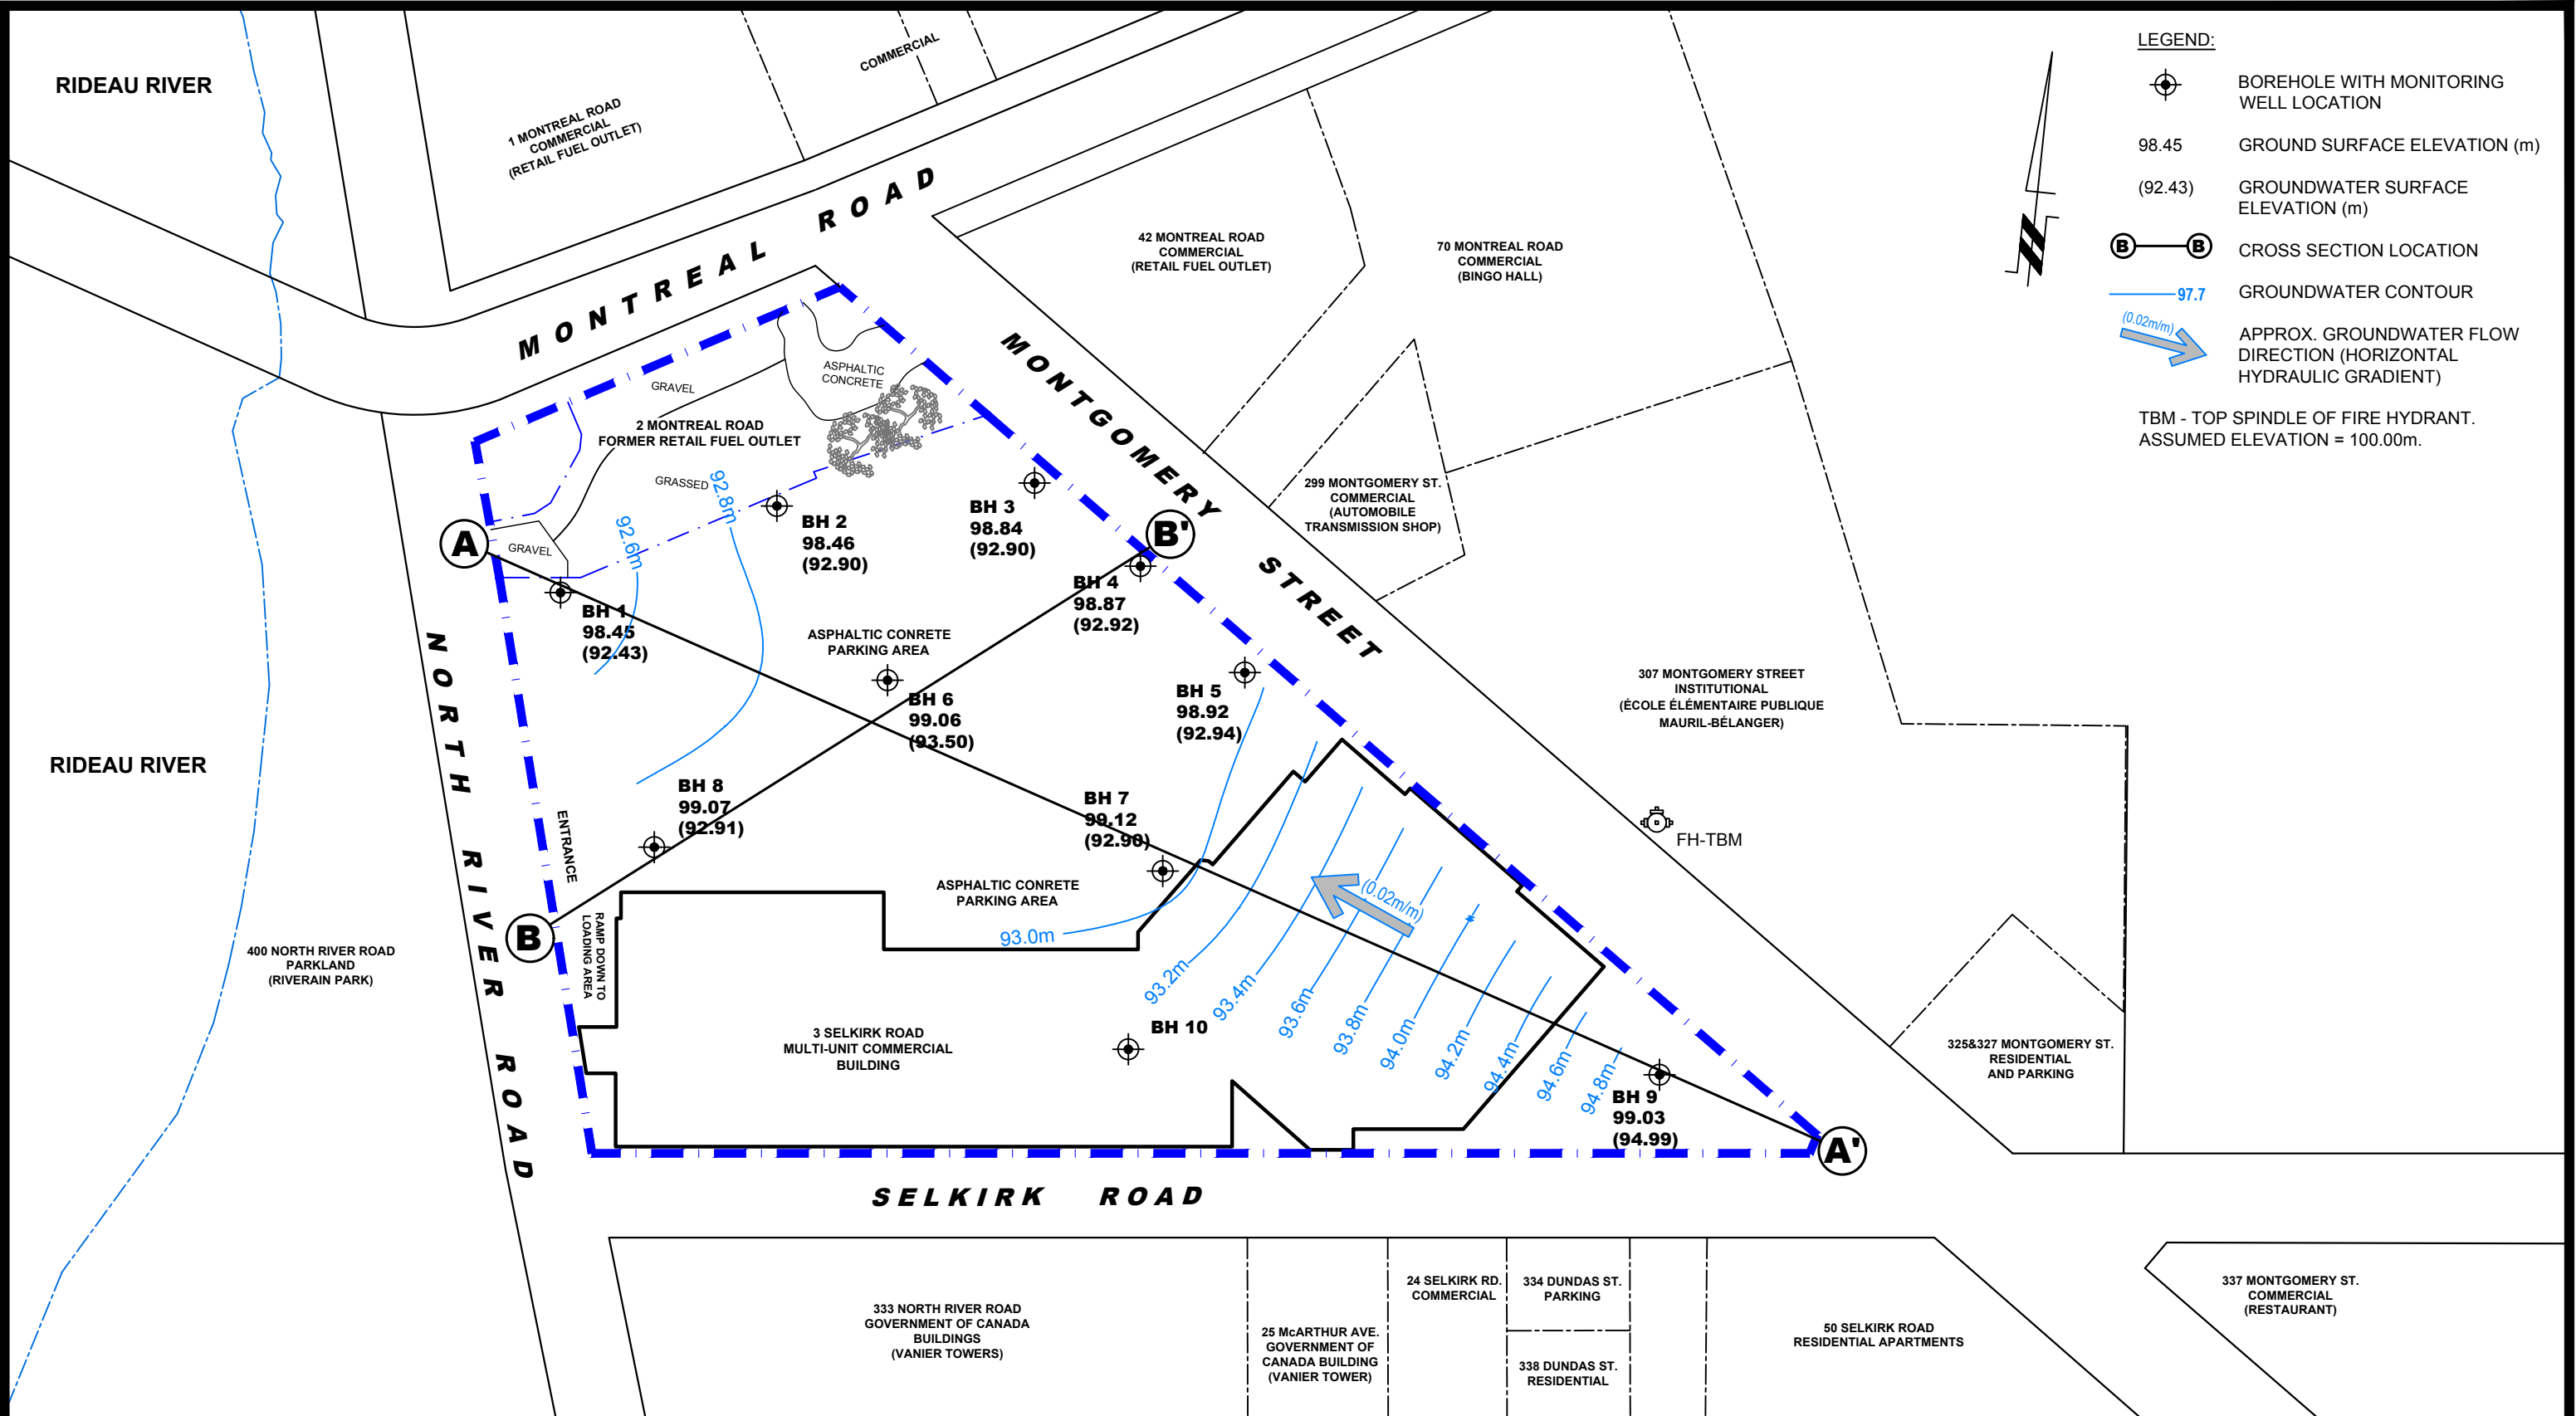 RIDEAU RIVER
1 MONTREAL ROAD
COMMERCIAL
(RETAIL FUEL OUTLET)
COMMERCIAL
MONTREAL ROAD
LEGEND:
BOREHOLE WITH MONITORING
WELL LOCATION
98.45 GROUND SURFACE ELEVATION (m)
(92.43) GROUNDWATER SURFACE
ELEVATION (m)
B B CROSS SECTION LOCATION
97.7 GROUNDWATER CONTOUR
(0.02m/m)
APPROX. GROUNDWATER FLOW
DIRECTION (HORIZONTAL
HYDRAULIC GRADIENT)
TBM - TOP SPINDLE OF FIRE HYDRANT.
ASSUMED ELEVATION = 100.00m.
42 MONTREAL ROAD
COMMERCIAL
(RETAIL FUEL OUTLET)
70 MONTREAL ROAD
COMMERCIAL
(BINGO HALL)
MONTGOMERY STREET
299 MONTGOMERY ST.
COMMERCIAL
(AUTOMOBILE
TRANSMISSION SHOP)
ASPHALTIC
CONCRETE
GRAVEL
2 MONTREAL ROAD
FORMER RETAIL FUEL OUTLET
GRASSED
GRAVEL
A
92.6m
92.8m
BH 1
98.45
(92.43)
BH 2
98.46
(92.90)
BH 3
98.84
(92.90)
B'
BH 4
98.87
(92.92)
ASPHALTIC CONRETE
PARKING AREA
BH 5
98.92
(92.94)
BH 6
99.06
(93.50)
BH 7
99.12
(92.90)
BH 8
99.07
(92.91)
307 MONTGOMERY STREET
INSTITUTIONAL
(ÉCOLE ÉLÉMENTAIRE PUBLIQUE
MAURIL-BÉLANGER)
FH-TBM
RIDEAU RIVER
NORTH RIVER ROAD
ENTRANCE
RAMP DOWN TO
LOADING AREA
B
ASPHALTIC CONRETE
PARKING AREA
(0.02m/m)
93.0m
93.2m
93.4m
93.6m
93.8m
94.0m
94.2m
94.4m
94.6m
94.8m
400 NORTH RIVER ROAD
PARKLAND
(RIVERAIN PARK)
3 SELKIRK ROAD
MULTI-UNIT COMMERCIAL
BUILDING
BH 10
BH 9
99.03
(94.99)
A'
325&327 MONTGOMERY ST.
RESIDENTIAL
AND PARKING
SELKIRK ROAD
333 NORTH RIVER ROAD
GOVERNMENT OF CANADA
BUILDINGS
(VANIER TOWERS)
25 McARTHUR AVE.
GOVERNMENT OF
CANADA BUILDING
(VANIER TOWER)
24 SELKIRK RD.
COMMERCIAL
334 DUNDAS ST.
PARKING
338 DUNDAS ST.
RESIDENTIAL
50 SELKIRK ROAD
RESIDENTIAL APARTMENTS
337 MONTGOMERY ST.
COMMERCIAL
(RESTAURANT)